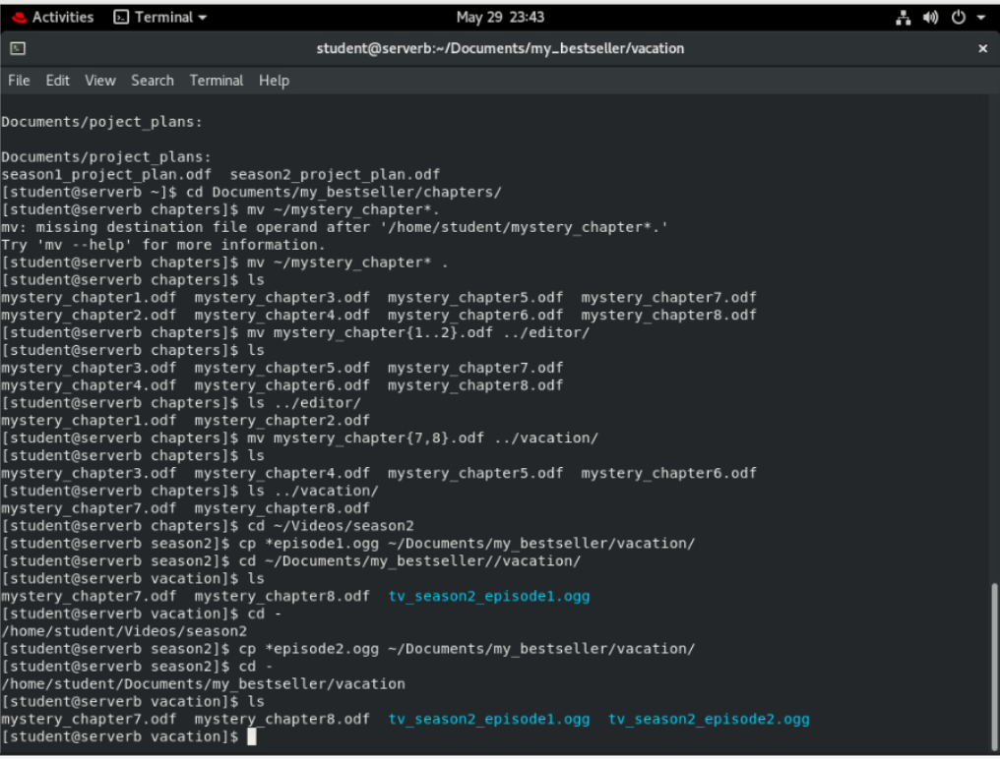 Activities Terminal May 29 23:43
student@serverb:~/Documents/my_bestseller/vacation ×
File Edit View Search Terminal Help
Documents/poject_plans:
Documents/project_plans:
season1_project_plan.odf  season2_project_plan.odf
[student@serverb ~]$ cd Documents/my_bestseller/chapters/
[student@serverb chapters]$ mv ~/mystery_chapter*.
mv: missing destination file operand after '/home/student/mystery_chapter*.'
Try 'mv --help' for more information.
[student@serverb chapters]$ mv ~/mystery_chapter* .
[student@serverb chapters]$ ls
mystery_chapter1.odf  mystery_chapter3.odf  mystery_chapter5.odf  mystery_chapter7.odf
mystery_chapter2.odf  mystery_chapter4.odf  mystery_chapter6.odf  mystery_chapter8.odf
[student@serverb chapters]$ mv mystery_chapter{1..2}.odf ../editor/
[student@serverb chapters]$ ls
mystery_chapter3.odf  mystery_chapter5.odf  mystery_chapter7.odf
mystery_chapter4.odf  mystery_chapter6.odf  mystery_chapter8.odf
[student@serverb chapters]$ ls ../editor/
mystery_chapter1.odf  mystery_chapter2.odf
[student@serverb chapters]$ mv mystery_chapter{7,8}.odf ../vacation/
[student@serverb chapters]$ ls
mystery_chapter3.odf  mystery_chapter4.odf  mystery_chapter5.odf  mystery_chapter6.odf
[student@serverb chapters]$ ls ../vacation/
mystery_chapter7.odf  mystery_chapter8.odf
[student@serverb chapters]$ cd ~/Videos/season2
[student@serverb season2]$ cp *episode1.ogg ~/Documents/my_bestseller/vacation/
[student@serverb season2]$ cd ~/Documents/my_bestseller//vacation/
[student@serverb vacation]$ ls
mystery_chapter7.odf  mystery_chapter8.odf  tv_season2_episode1.ogg
[student@serverb vacation]$ cd -
/home/student/Videos/season2
[student@serverb season2]$ cp *episode2.ogg ~/Documents/my_bestseller/vacation/
[student@serverb season2]$ cd -
/home/student/Documents/my_bestseller/vacation
[student@serverb vacation]$ ls
mystery_chapter7.odf  mystery_chapter8.odf  tv_season2_episode1.ogg  tv_season2_episode2.ogg
[student@serverb vacation]$